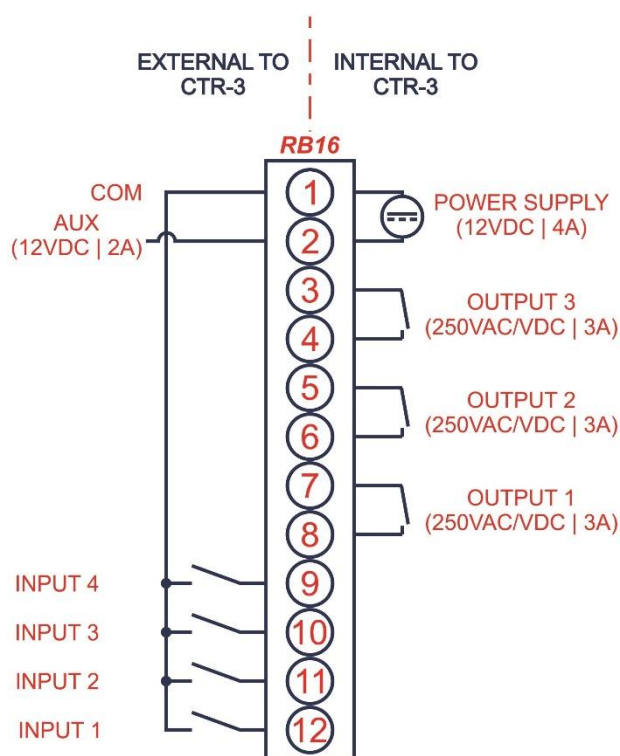 EXTERNAL TO
CTR-3
INTERNAL TO
CTR-3
RB16
COM
AUX
(12VDC | 2A)
1
2
3
4
5
6
7
8
9
10
11
12
POWER SUPPLY
(12VDC | 4A)
OUTPUT 3
(250VAC/VDC | 3A)
OUTPUT 2
(250VAC/VDC | 3A)
OUTPUT 1
(250VAC/VDC | 3A)
INPUT 4
INPUT 3
INPUT 2
INPUT 1